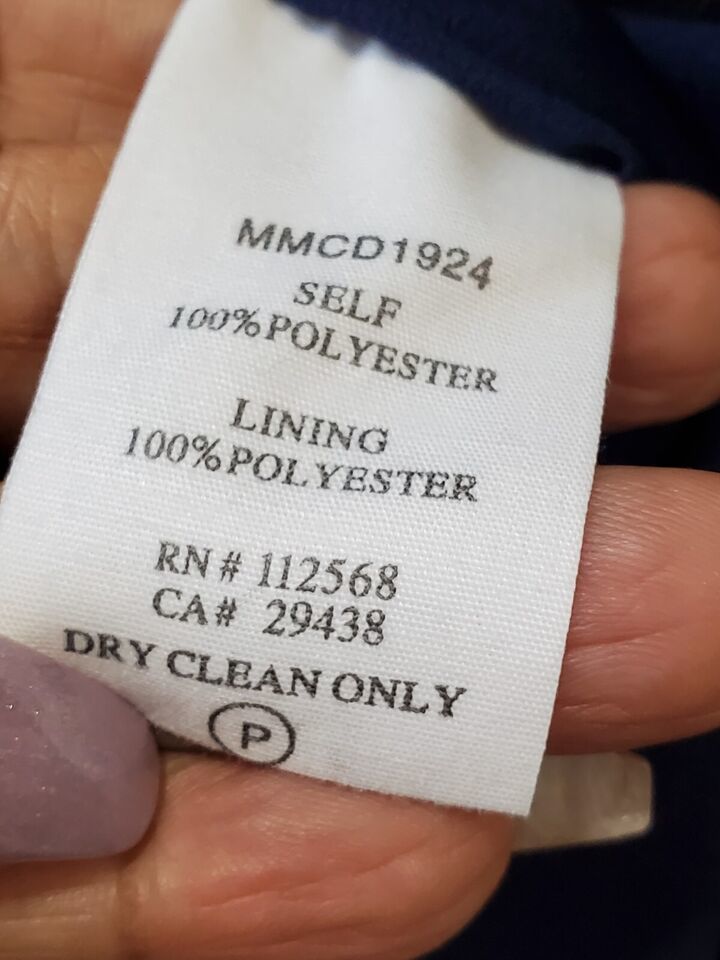 MMCD1924
SELF
100%POLYESTER
LINING
100%POLYESTER
RN# 112568
CA# 29438
DRY CLEAN ONLY
P